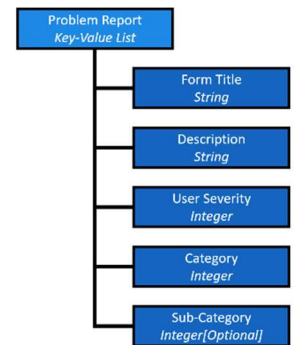 Problem Report
Key-Value List
Form Title
String
Description
String
User Severity
Integer
Category
Integer
Sub-Category
Integer[Optional]